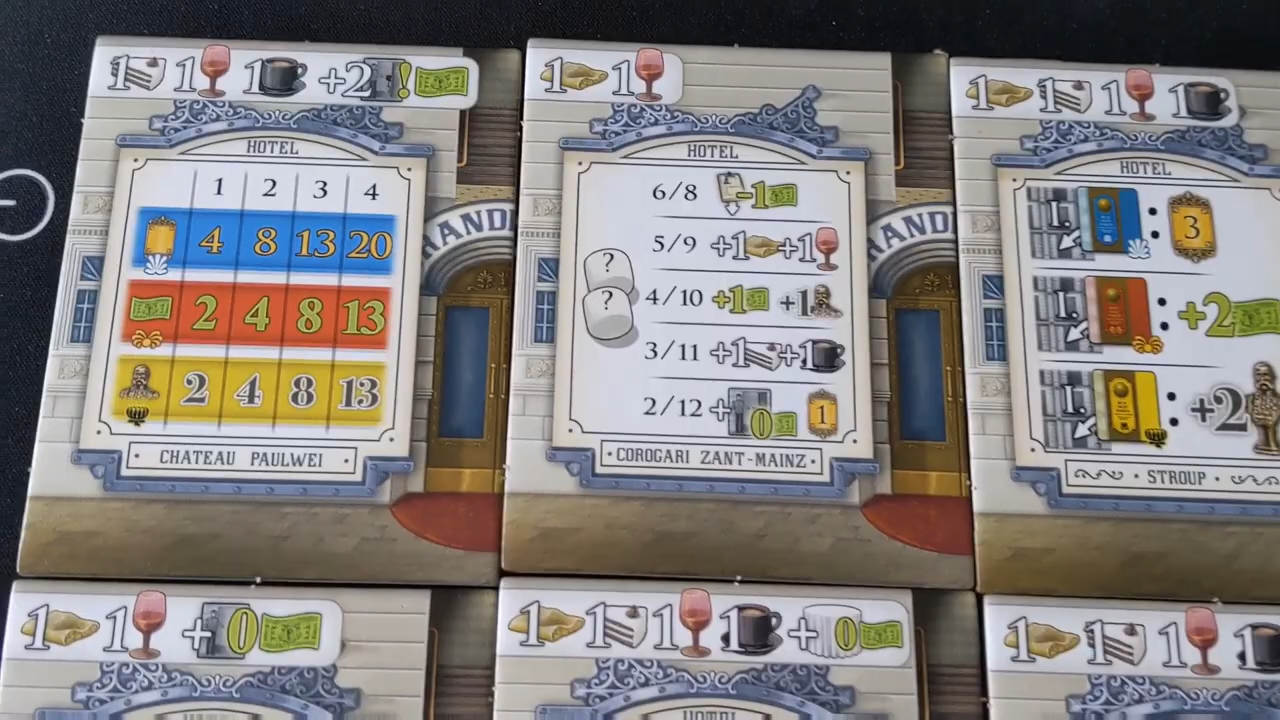 1 1 1 +2 !
HOTEL
1 2 3 4
4 8 13 20
2 4 8 13
2 4 8 13
CHATEAU PAULWEI
1 1
HOTEL
6/8 -1
5/9 +1 +1
? 4/10 +1 +1
? 3/11 +1 +1
2/12 + 0 1
COROGARI ZANT-MAINZ
RAND
1 1 1 1
HOTEL
1. : 3
1. : +2
1. : +2
STROUP
RAND
1 1 + 0
1 1 1 1 + 0
HOTEL
1 1 1 1